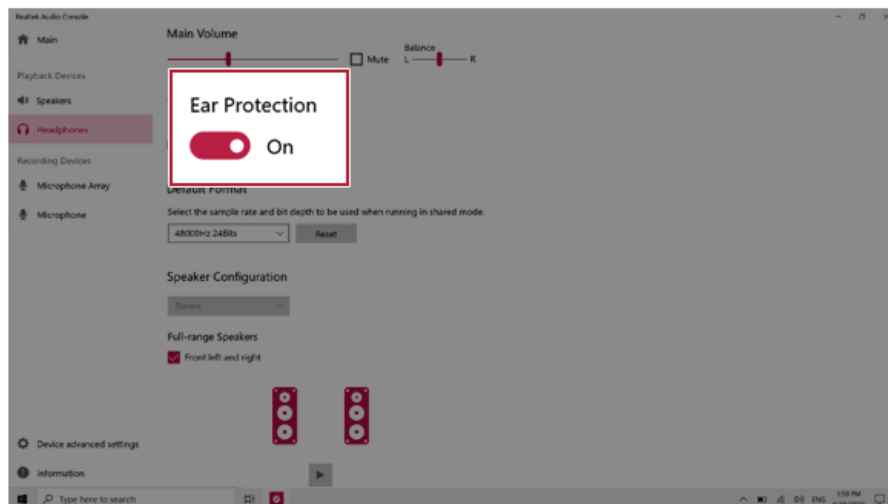 Realtek Audio Console
Main
Playback Devices
Speakers
Headphones
Recording Devices
Microphone Array
Microphone
Device advanced settings
Information
Main Volume
Mute
Balance
L R
Ear Protection
On
Default Format
Select the sample rate and bit depth to be used when running in shared mode.
48000Hz 24Bits
Reset
Speaker Configuration
Stereo
Full-range Speakers
Front left and right
Type here to search
ENG
1:59 PM